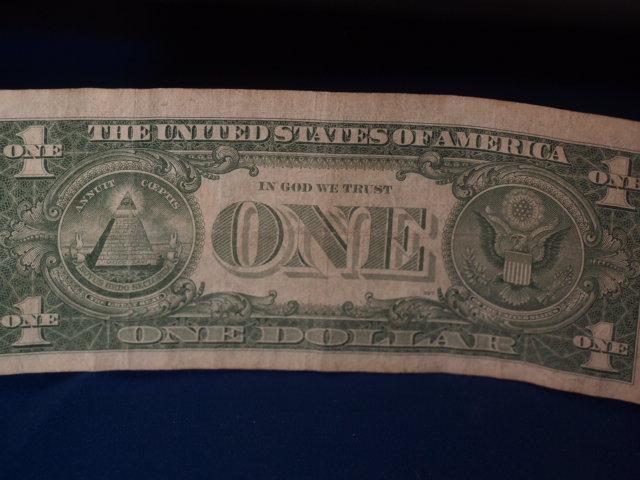 THE UNITED STATES OF AMERICA
1 ONE
ONE 1
ANNUIT CŒPTIS
IN GOD WE TRUST
ONE
1 ONE
ONE DOLLAR
1 ONE